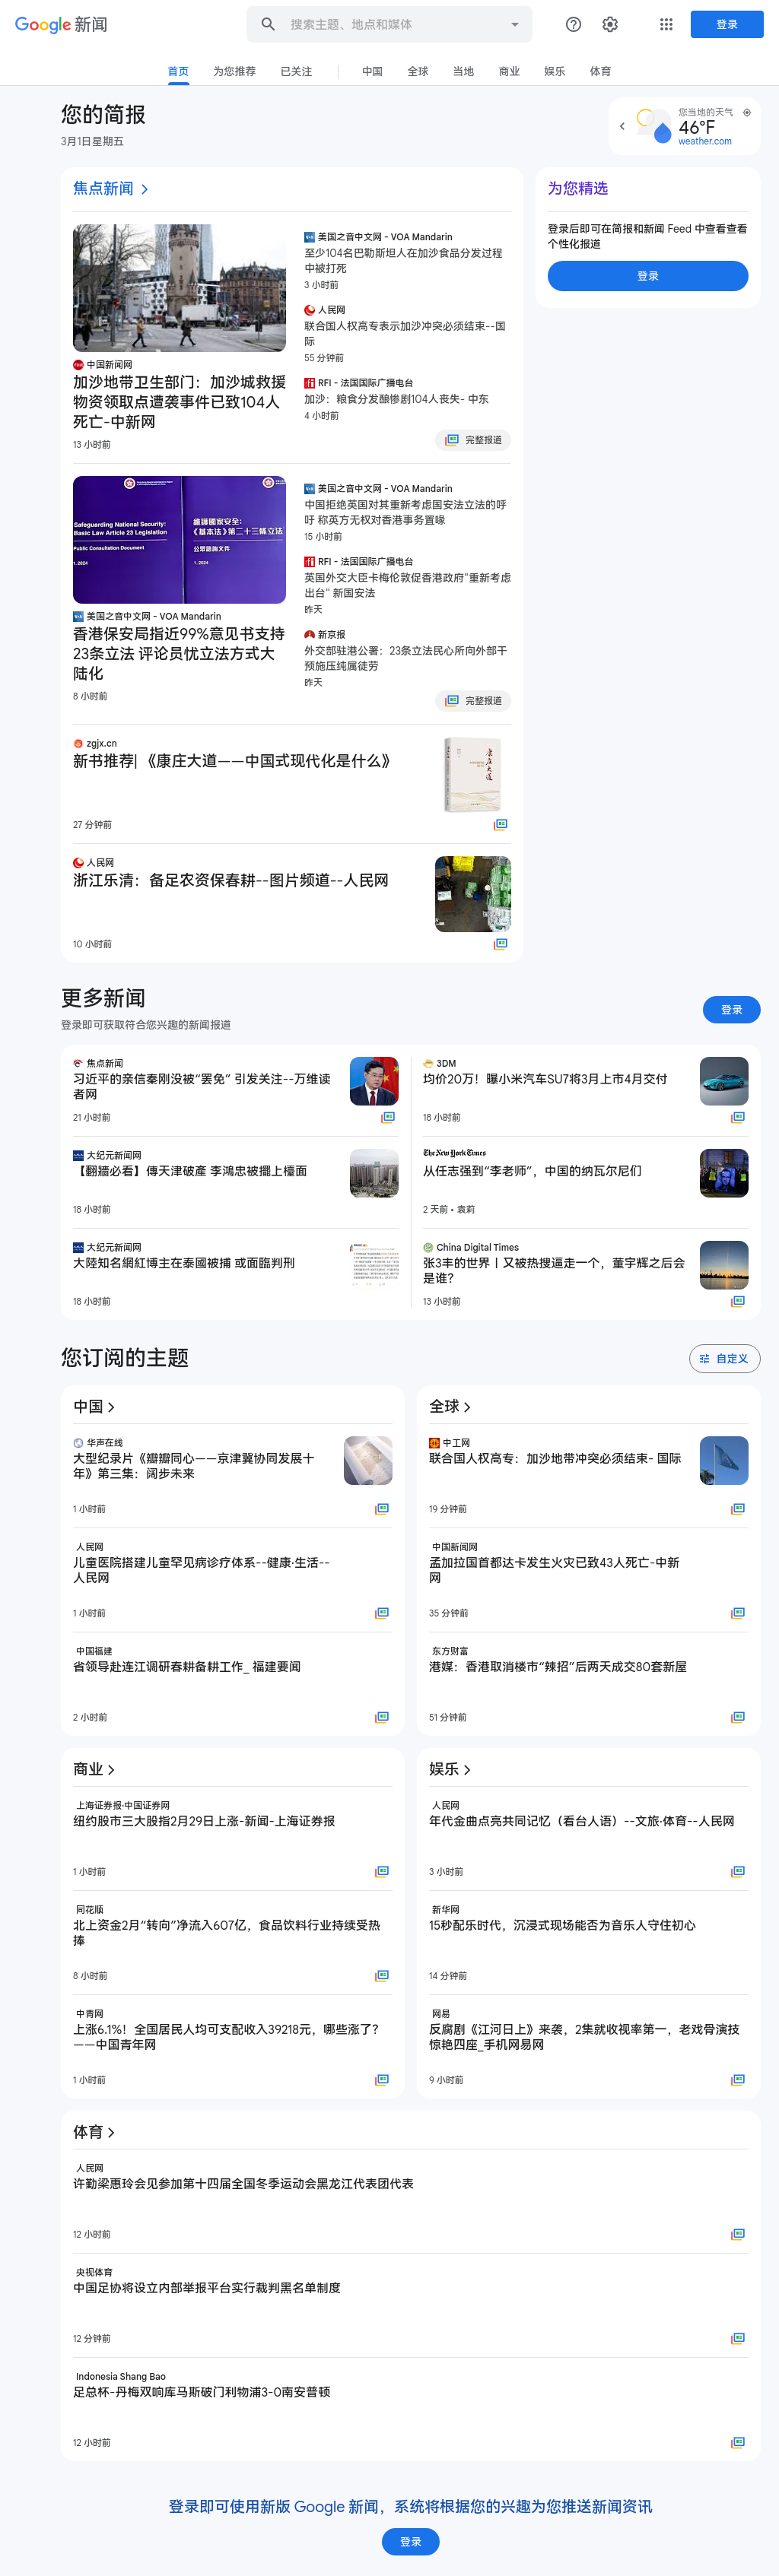 Google 新闻
搜索主题、地点和媒体
登录
首页
为您推荐
已关注
中国
全球
当地
商业
娱乐
体育
您的简报
3月1日星期五
您当地的天气
46°F
weather.com
焦点新闻
中国新闻网
加沙地带卫生部门：加沙城救援
物资领取点遭袭事件已致104人
死亡-中新网
13 小时前
美国之音中文网 - VOA Mandarin
至少104名巴勒斯坦人在加沙食品分发过程
中被打死
3 小时前
人民网
联合国人权高专表示加沙冲突必须结束--国
际
55 分钟前
RFI - 法国国际广播电台
加沙：粮食分发酿惨剧104人丧失- 中东
4 小时前
完整报道
Safeguarding National Security:
Basic Law Article 23 Legislation
Public Consultation Document
1. 2024
維護國家安全：
《基本法》第二十三條立法
公眾諮詢文件
1. 2024
美国之音中文网 - VOA Mandarin
香港保安局指近99%意见书支持
23条立法 评论员忧立法方式大
陆化
8 小时前
美国之音中文网 - VOA Mandarin
中国拒绝英国对其重新考虑国安法立法的呼
吁 称英方无权对香港事务置喙
15 小时前
RFI - 法国国际广播电台
英国外交大臣卡梅伦敦促香港政府"重新考虑
出台" 新国安法
昨天
新京报
外交部驻港公署：23条立法民心所向外部干
预施压纯属徒劳
昨天
完整报道
zgjx.cn
新书推荐| 《康庄大道——中国式现代化是什么》
27 分钟前
康庄大道
人民网
浙江乐清：备足农资保春耕--图片频道--人民网
10 小时前
为您精选
登录后即可在简报和新闻 Feed 中查看查看
个性化报道
登录
更多新闻
登录即可获取符合您兴趣的新闻报道
登录
焦点新闻
习近平的亲信秦刚没被“罢免” 引发关注--万维读
者网
21 小时前
大纪元新闻网
【翻牆必看】傳天津破產 李鴻忠被擺上檯面
18 小时前
大纪元新闻网
大陸知名網紅博主在泰國被捕 或面臨判刑
18 小时前
3DM
均价20万！曝小米汽车SU7将3月上市4月交付
18 小时前
The New York Times
从任志强到“李老师”，中国的纳瓦尔尼们
2 天前 • 袁莉
China Digital Times
张3丰的世界丨又被热搜逼走一个，董宇辉之后会
是谁？
13 小时前
您订阅的主题
自定义
中国
华声在线
大型纪录片《瓣瓣同心——京津冀协同发展十
年》第三集：阔步未来
1 小时前
人民网
儿童医院搭建儿童罕见病诊疗体系--健康·生活--
人民网
1 小时前
中国福建
省领导赴连江调研春耕备耕工作_ 福建要闻
2 小时前
全球
中工网
联合国人权高专：加沙地带冲突必须结束- 国际
19 分钟前
中国新闻网
孟加拉国首都达卡发生火灾已致43人死亡-中新
网
35 分钟前
东方财富
港媒：香港取消楼市“辣招”后两天成交80套新屋
51 分钟前
商业
上海证券报·中国证券网
纽约股市三大股指2月29日上涨-新闻-上海证券报
1 小时前
同花顺
北上资金2月“转向”净流入607亿，食品饮料行业持续受热
捧
8 小时前
中青网
上涨6.1%！全国居民人均可支配收入39218元，哪些涨了？
——中国青年网
1 小时前
娱乐
人民网
年代金曲点亮共同记忆（看台人语）--文旅·体育--人民网
3 小时前
新华网
15秒配乐时代，沉浸式现场能否为音乐人守住初心
14 分钟前
网易
反腐剧《江河日上》来袭，2集就收视率第一，老戏骨演技
惊艳四座_手机网易网
9 小时前
体育
人民网
许勤梁惠玲会见参加第十四届全国冬季运动会黑龙江代表团代表
12 小时前
央视体育
中国足协将设立内部举报平台实行裁判黑名单制度
12 分钟前
Indonesia Shang Bao
足总杯-丹梅双响库马斯破门利物浦3-0南安普顿
12 小时前
登录即可使用新版 Google 新闻，系统将根据您的兴趣为您推送新闻资讯
登录